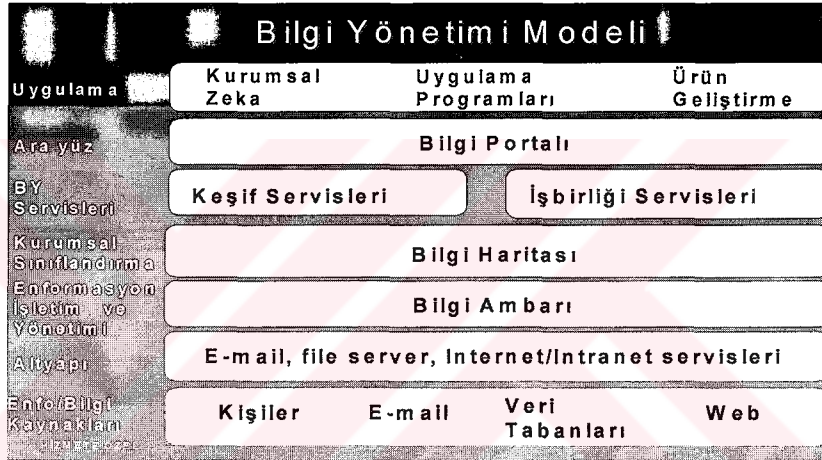 Bilgi Yönetimi Modeli
Uygulama
Kurumsal Zeka
Uygulama Programları
Ürün Geliştirme
Ara yüz
Bilgi Portalı
BY Servisleri
Keşif Servisleri
İşbirliği Servisleri
Kurumsal Sınıflandırma
Bilgi Haritası
Enformasyon İşletim ve Yönetimi
Bilgi Ambarı
Altyapı
E-mail, file server, Internet/Intranet servisleri
Enfo/Bilgi Kaynakları
Kişiler
E-mail
Veri Tabanları
Web